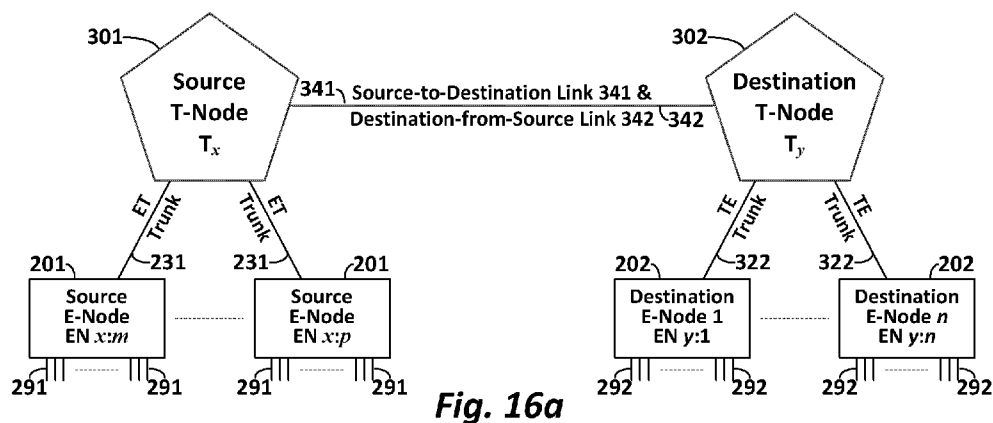 301
302
Source
T-Node
Tx
Destination
T-Node
Ty
341
Source-to-Destination Link 341 &
Destination-from-Source Link 342
342
ET
Trunk
ET
Trunk
TE
Trunk
TE
Trunk
201
231
231
201
202
322
322
202
Source
E-Node
EN x:m
Source
E-Node
EN x:p
Destination
E-Node 1
EN y:1
Destination
E-Node n
EN y:n
291
291
291
291
292
292
292
292
Fig. 16a